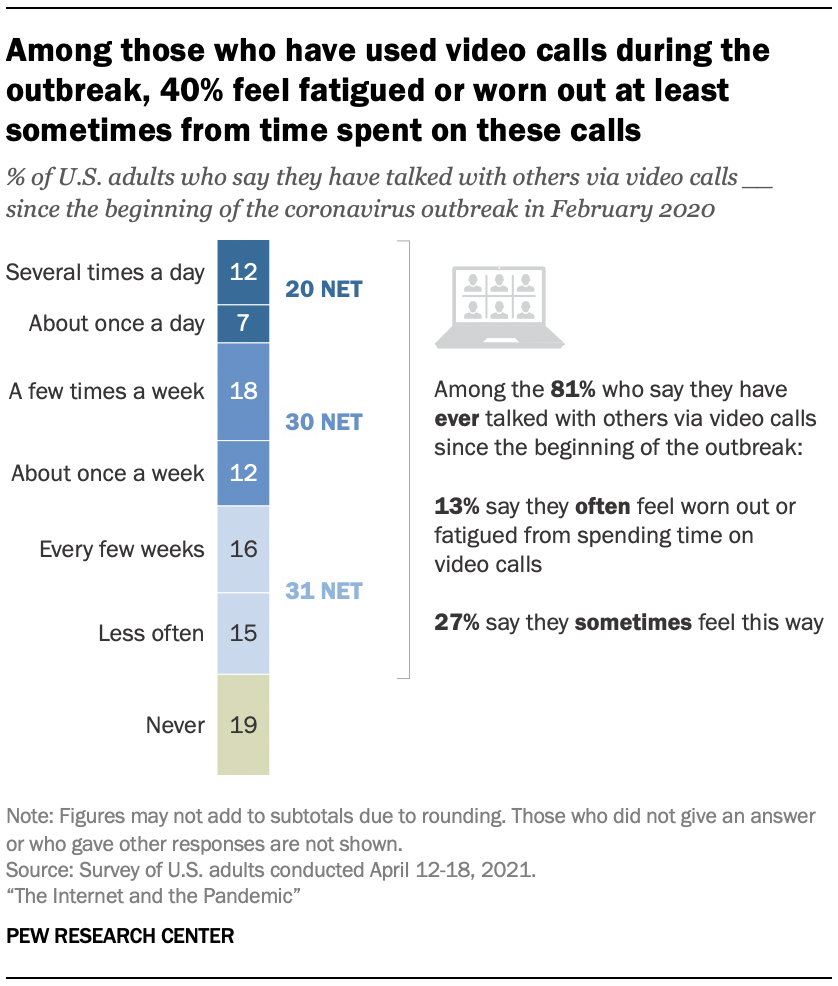 Among those who have used video calls during the
outbreak, 40% feel fatigued or worn out at least
sometimes from time spent on these calls
% of U.S. adults who say they have talked with others via video calls __
since the beginning of the coronavirus outbreak in February 2020
Several times a day 12
20 NET
About once a day 7
A few times a week 18
30 NET
About once a week 12
Every few weeks 16
31 NET
Less often 15
Never 19
Among the 81% who say they have
ever talked with others via video calls
since the beginning of the outbreak:
13% say they often feel worn out or
fatigued from spending time on
video calls
27% say they sometimes feel this way
Note: Figures may not add to subtotals due to rounding. Those who did not give an answer
or who gave other responses are not shown.
Source: Survey of U.S. adults conducted April 12-18, 2021.
“The Internet and the Pandemic”
PEW RESEARCH CENTER